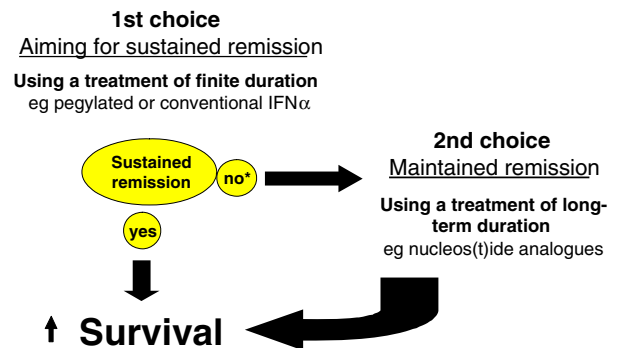 1st choice
Aiming for sustained remission
Using a treatment of finite duration
eg pegylated or conventional IFNα
Sustained
remission
no*
yes
2nd choice
Maintained remission
Using a treatment of long-
term duration
eg nucleos(t)ide analogues
Survival